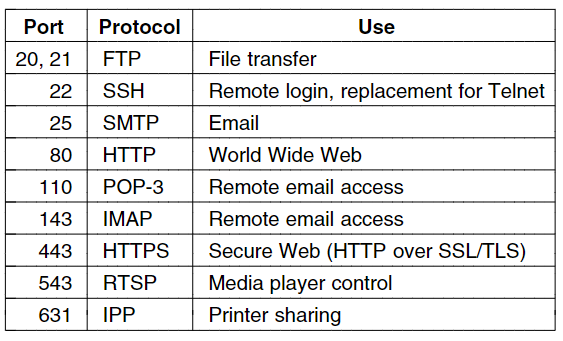 Port Protocol Use
20, 21 FTP File transfer
22 SSH Remote login, replacement for Telnet
25 SMTP Email
80 HTTP World Wide Web
110 POP-3 Remote email access
143 IMAP Remote email access
443 HTTPS Secure Web (HTTP over SSL/TLS)
543 RTSP Media player control
631 IPP Printer sharing